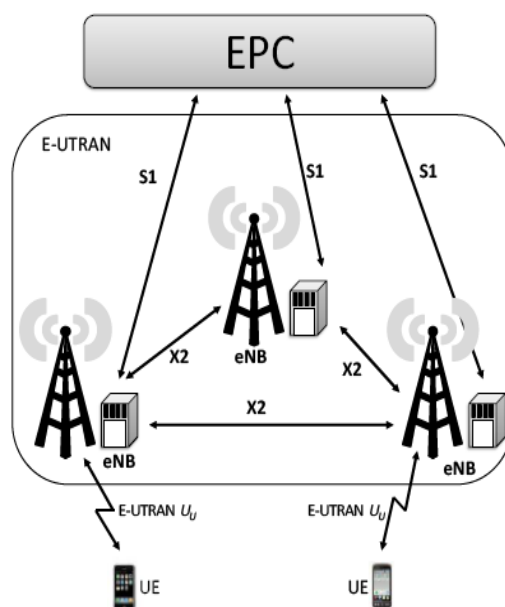 EPC
E-UTRAN
S1
S1
S1
eNB
X2
X2
X2
eNB
eNB
E-UTRAN Uu
E-UTRAN Uu
UE
UE